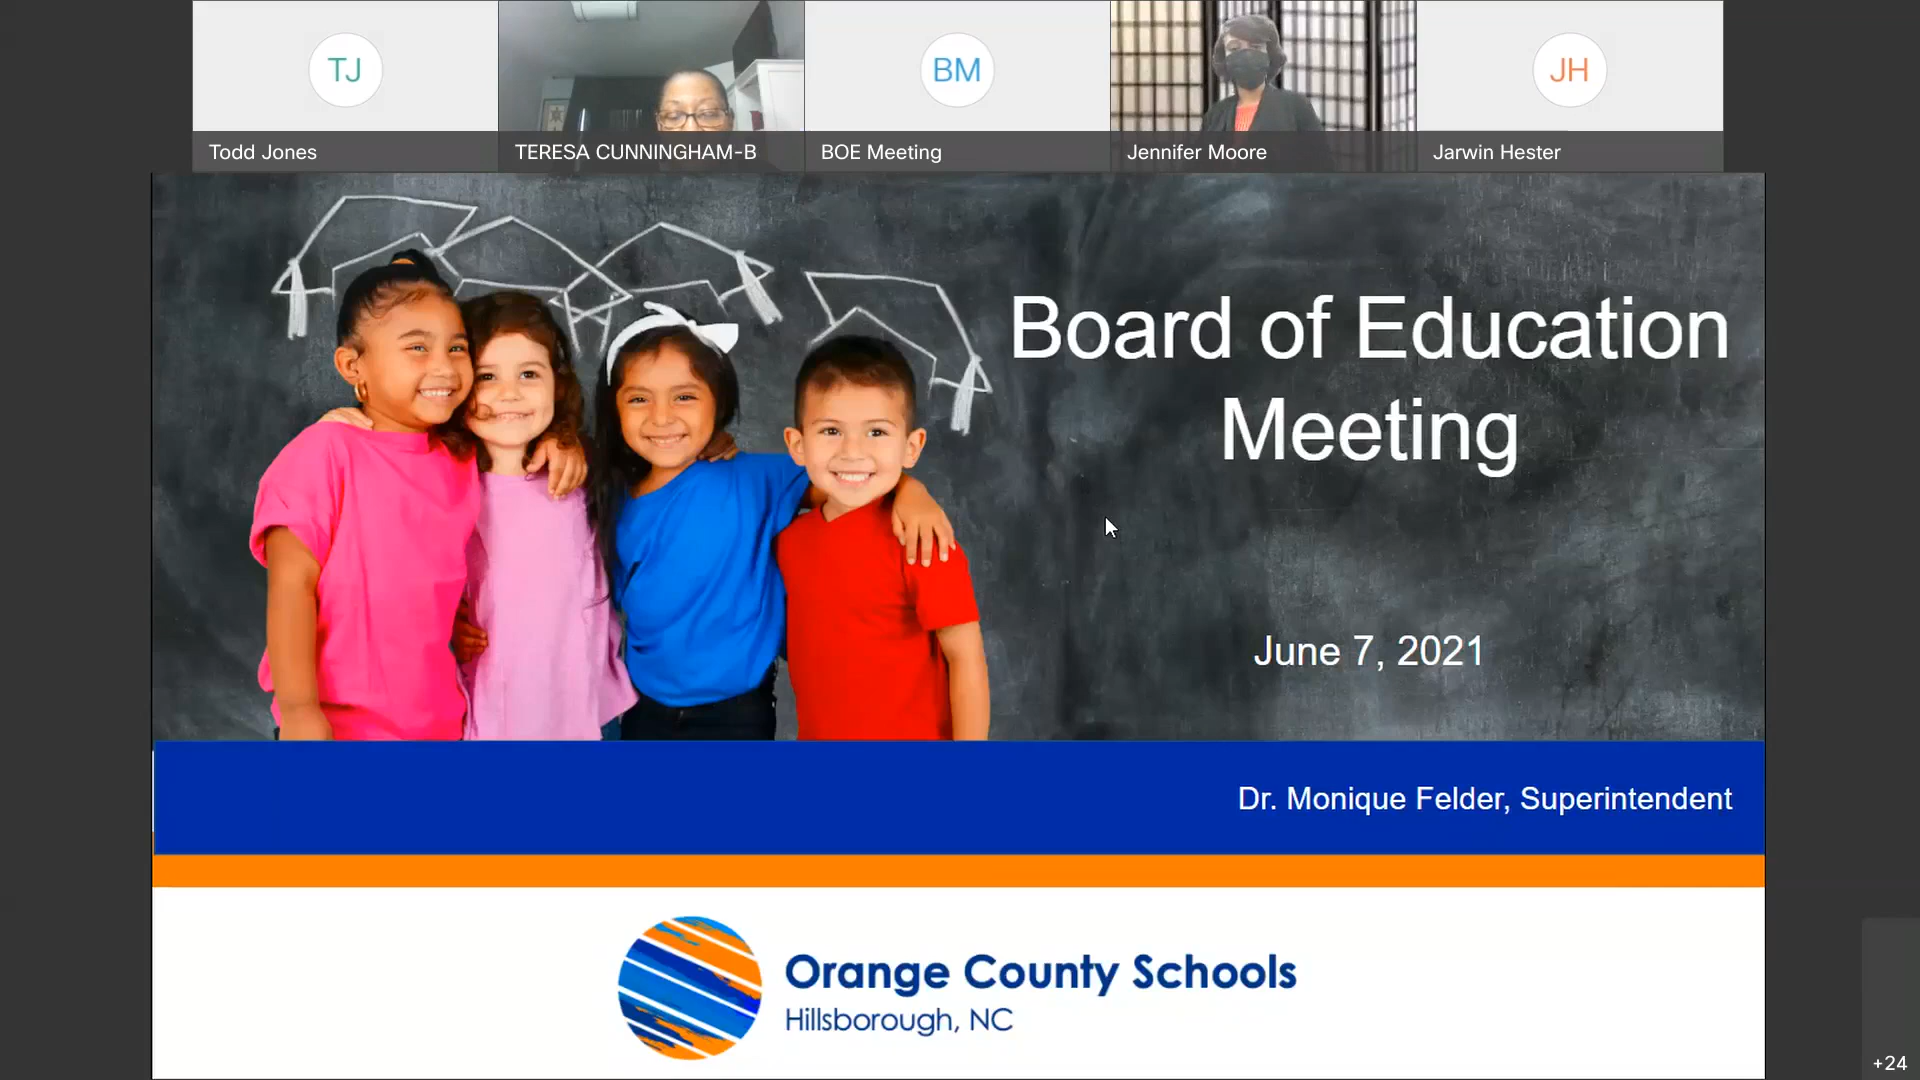 TJ
BM
JH
Todd Jones
TERESA CUNNINGHAM-B
BOE Meeting
Jennifer Moore
Jarwin Hester
Board of Education
Meeting
June 7, 2021
Dr. Monique Felder, Superintendent
Orange County Schools
Hillsborough, NC
+24